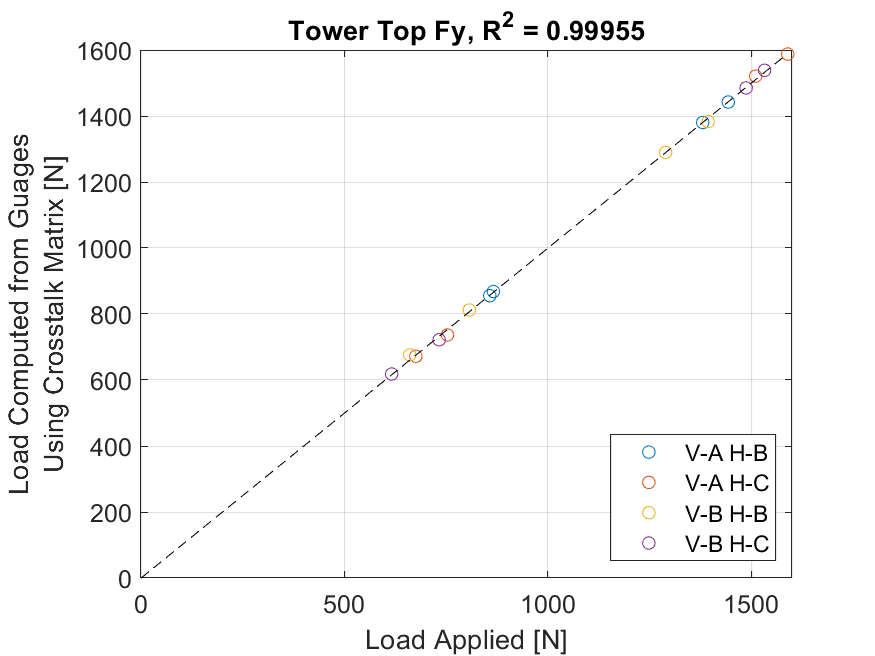 Tower Top Fy, R2 = 0.99955
Load Computed from Guages
Using Crosstalk Matrix [N]
1600
1400
1200
1000
800
600
400
200
0
V-A H-B
V-A H-C
V-B H-B
V-B H-C
0 500 1000 1500
Load Applied [N]